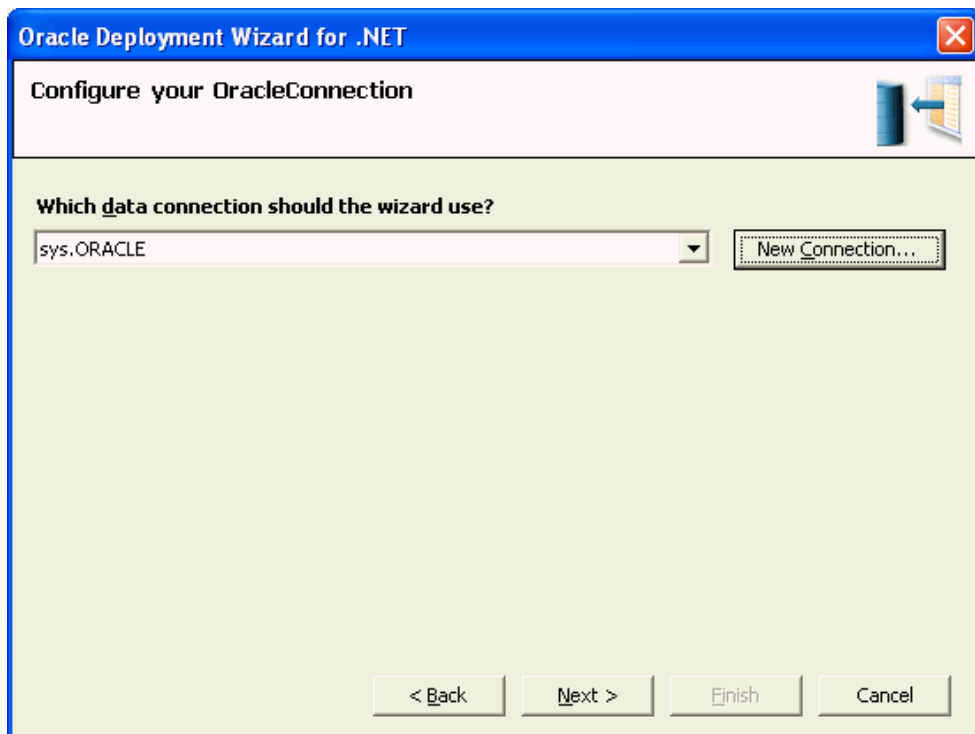 Oracle Deployment Wizard for .NET
Configure your OracleConnection
Which data connection should the wizard use?
sys.ORACLE
New Connection...
< Back Next > Finish Cancel